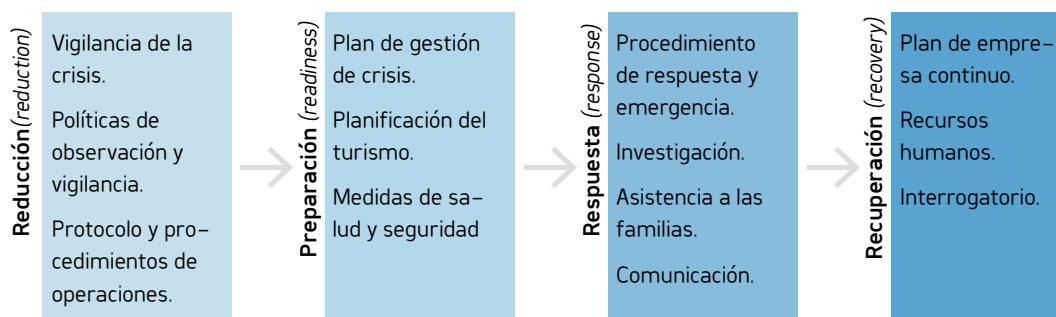 Reducción(reduction)
Vigilancia de la
crisis.
Políticas de
observación y
vigilancia.
Protocolo y pro–
cedimientos de
operaciones.
Preparación (readiness)
Plan de gestión
de crisis.
Planificación del
turismo.
Medidas de sa–
lud y seguridad
Respuesta (response)
Procedimiento
de respuesta y
emergencia.
Investigación.
Asistencia a las
familias.
Comunicación.
Recuperación (recovery)
Plan de empre–
sa continuo.
Recursos
humanos.
Interrogatorio.